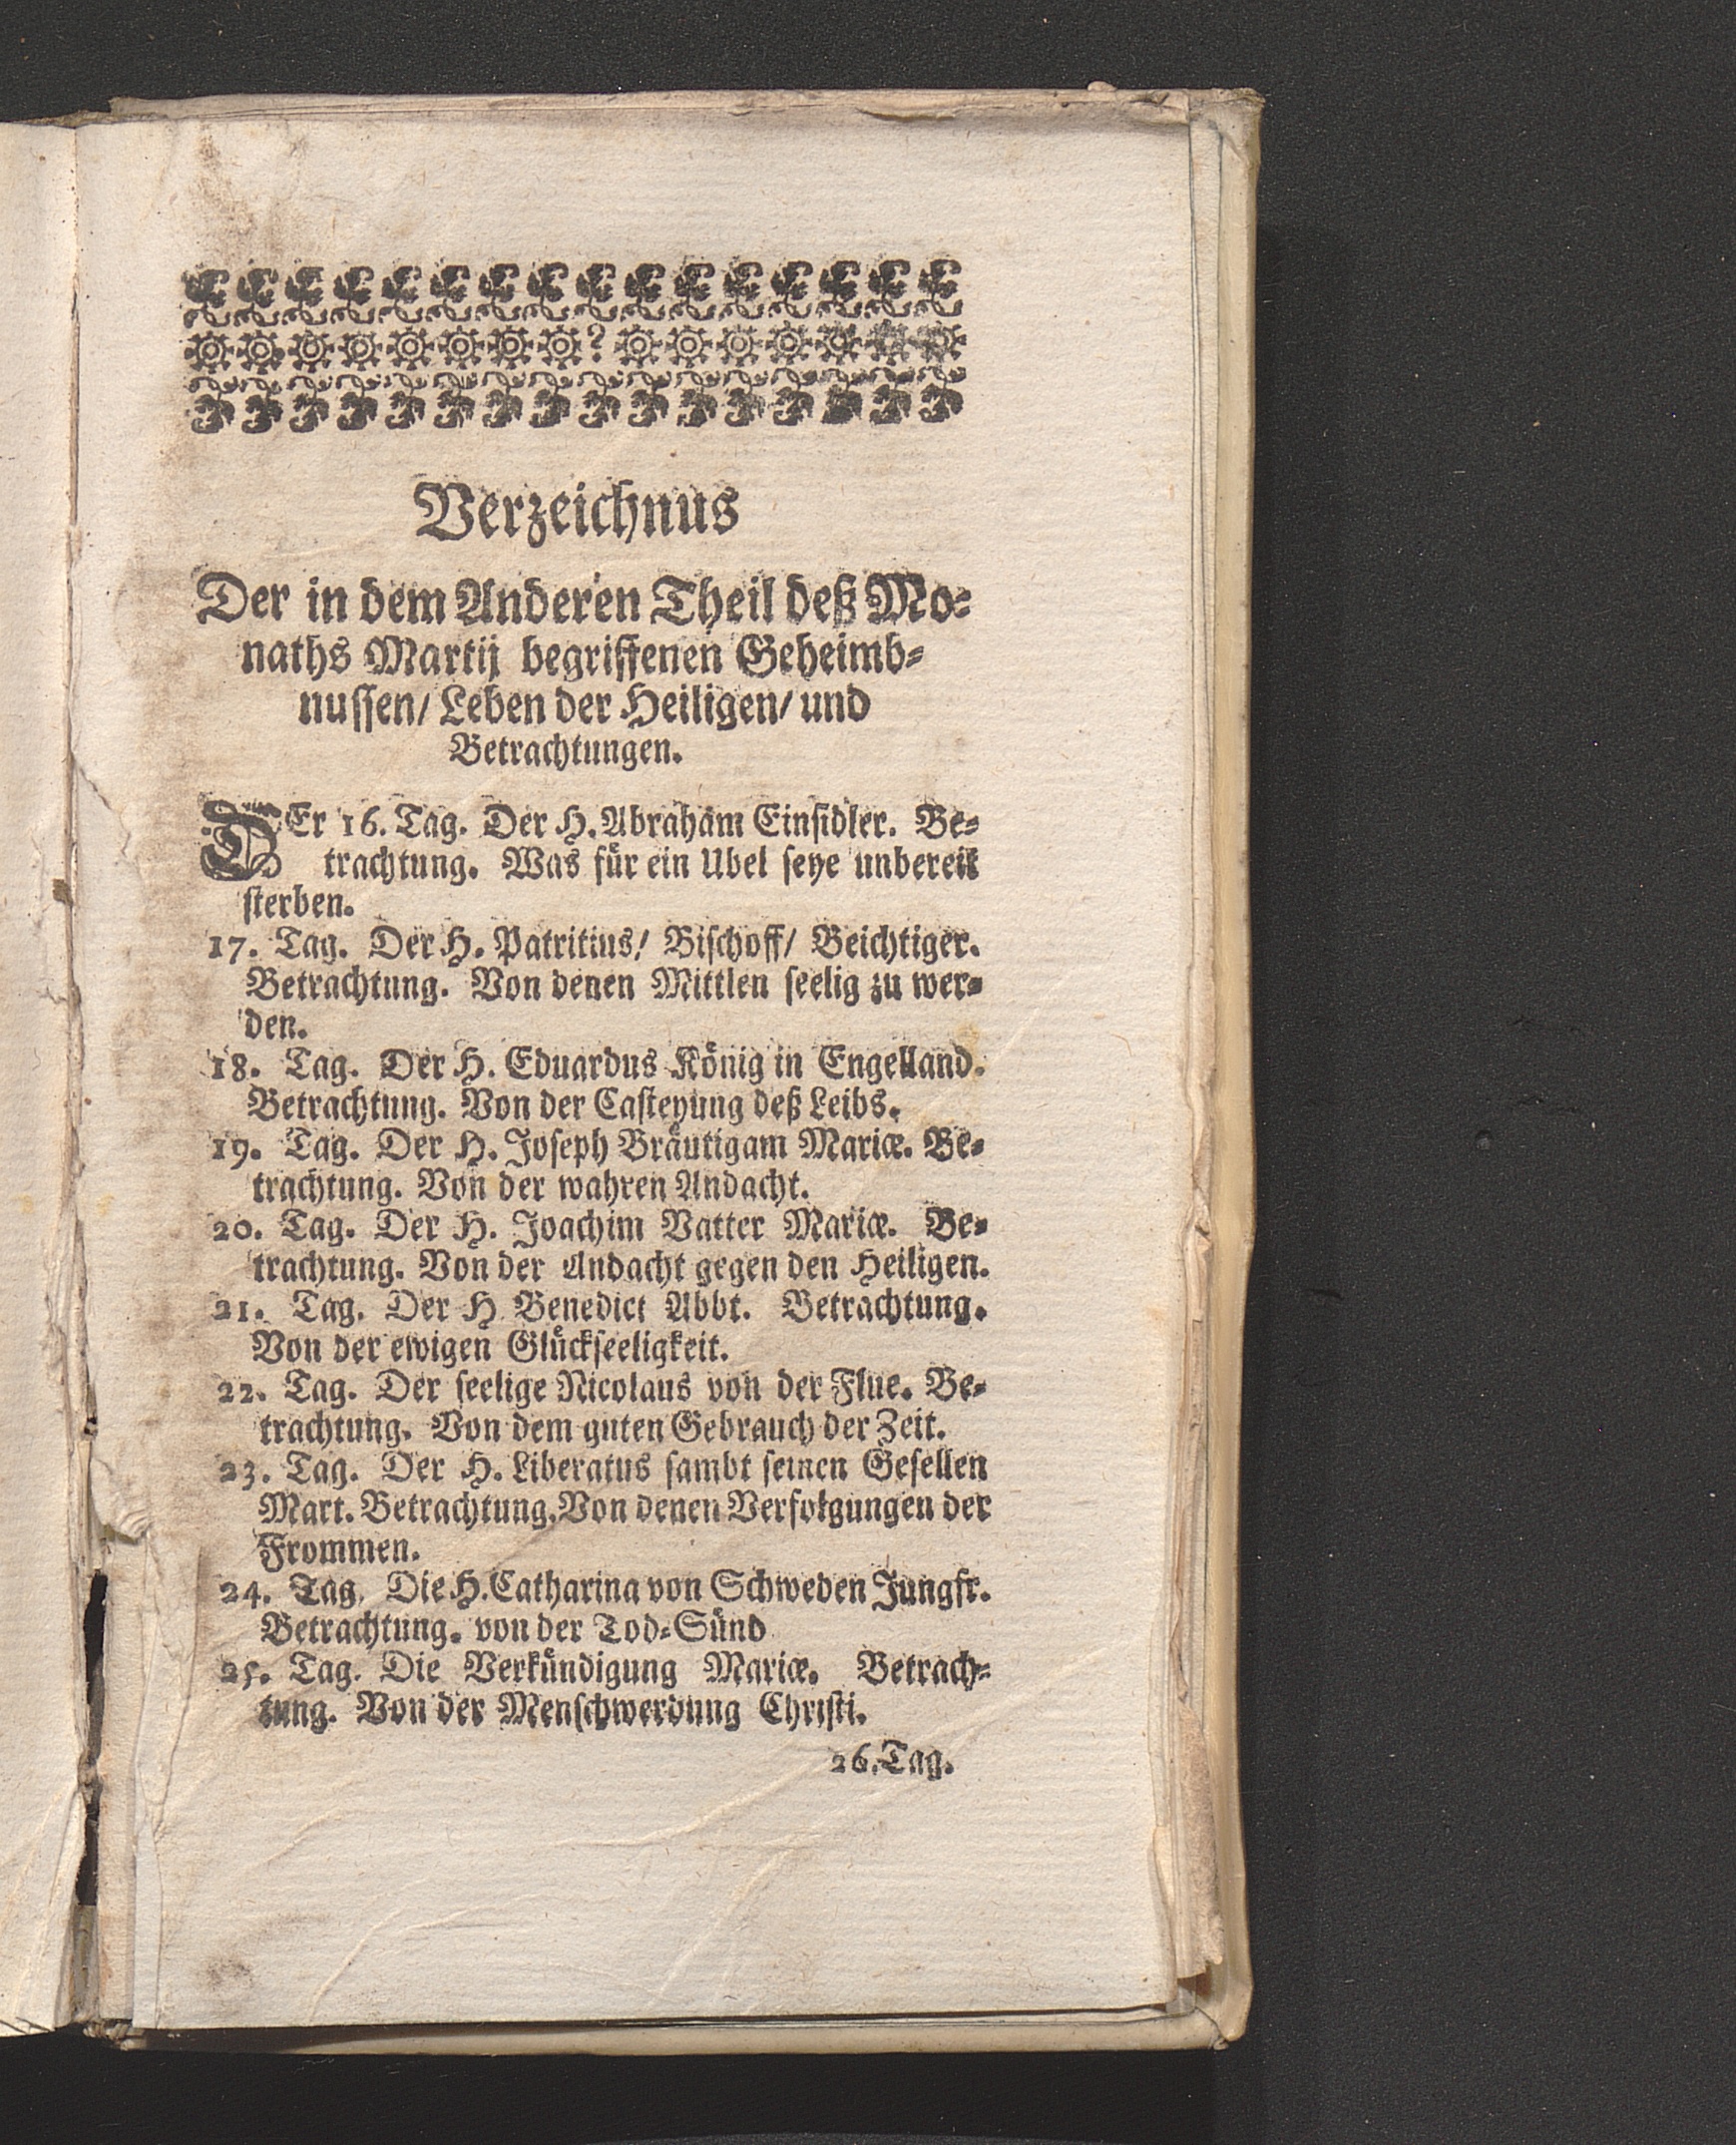 Verzeichnus
Der in dem Anderen Theil deß Mo-
naths Martij begriffenen Geheimb-
nussen/ Leben der Heiligen/ und
Betrachtungen.
DEr 16. Tag. Der H. Abraham Einsidler. Be-
trachtung. Was für ein Ubel seye unbereit
sterben.
17. Tag. Der H. Patritius/ Bischoff/ Beichtiger.
Betrachtung. Von denen Mittlen seelig zu wer-
den.
18. Tag. Der H. Eduardus König in Engelland.
Betrachtung. Von der Casteyung deß Leibs.
19. Tag. Der H. Joseph Bräutigam Mariæ. Be-
trachtung. Von der wahren Andacht.
20. Tag. Der H. Joachim Vatter Mariæ. Be-
trachtung. Von der Andacht gegen den Heiligen.
21. Tag. Der H Benedict Abbt. Betrachtung.
Von der ewigen Glückseeligkeit.
22. Tag. Der seelige Nicolaus von der Flue. Be-
trachtung. Von dem guten Gebrauch der Zeit.
23. Tag. Der H. Liberatus sambt seinen Gesellen
Mart. Betrachtung. Von denen Verfolgungen der
Frommen.
24. Tag. Die H. Catharina von Schweden Jungfr.
Betrachtung. von der Tod-Sünd
25. Tag. Die Verkündigung Mariæ. Betrach-
tung. Von der Menschwerdung Christi.
26. Tag.